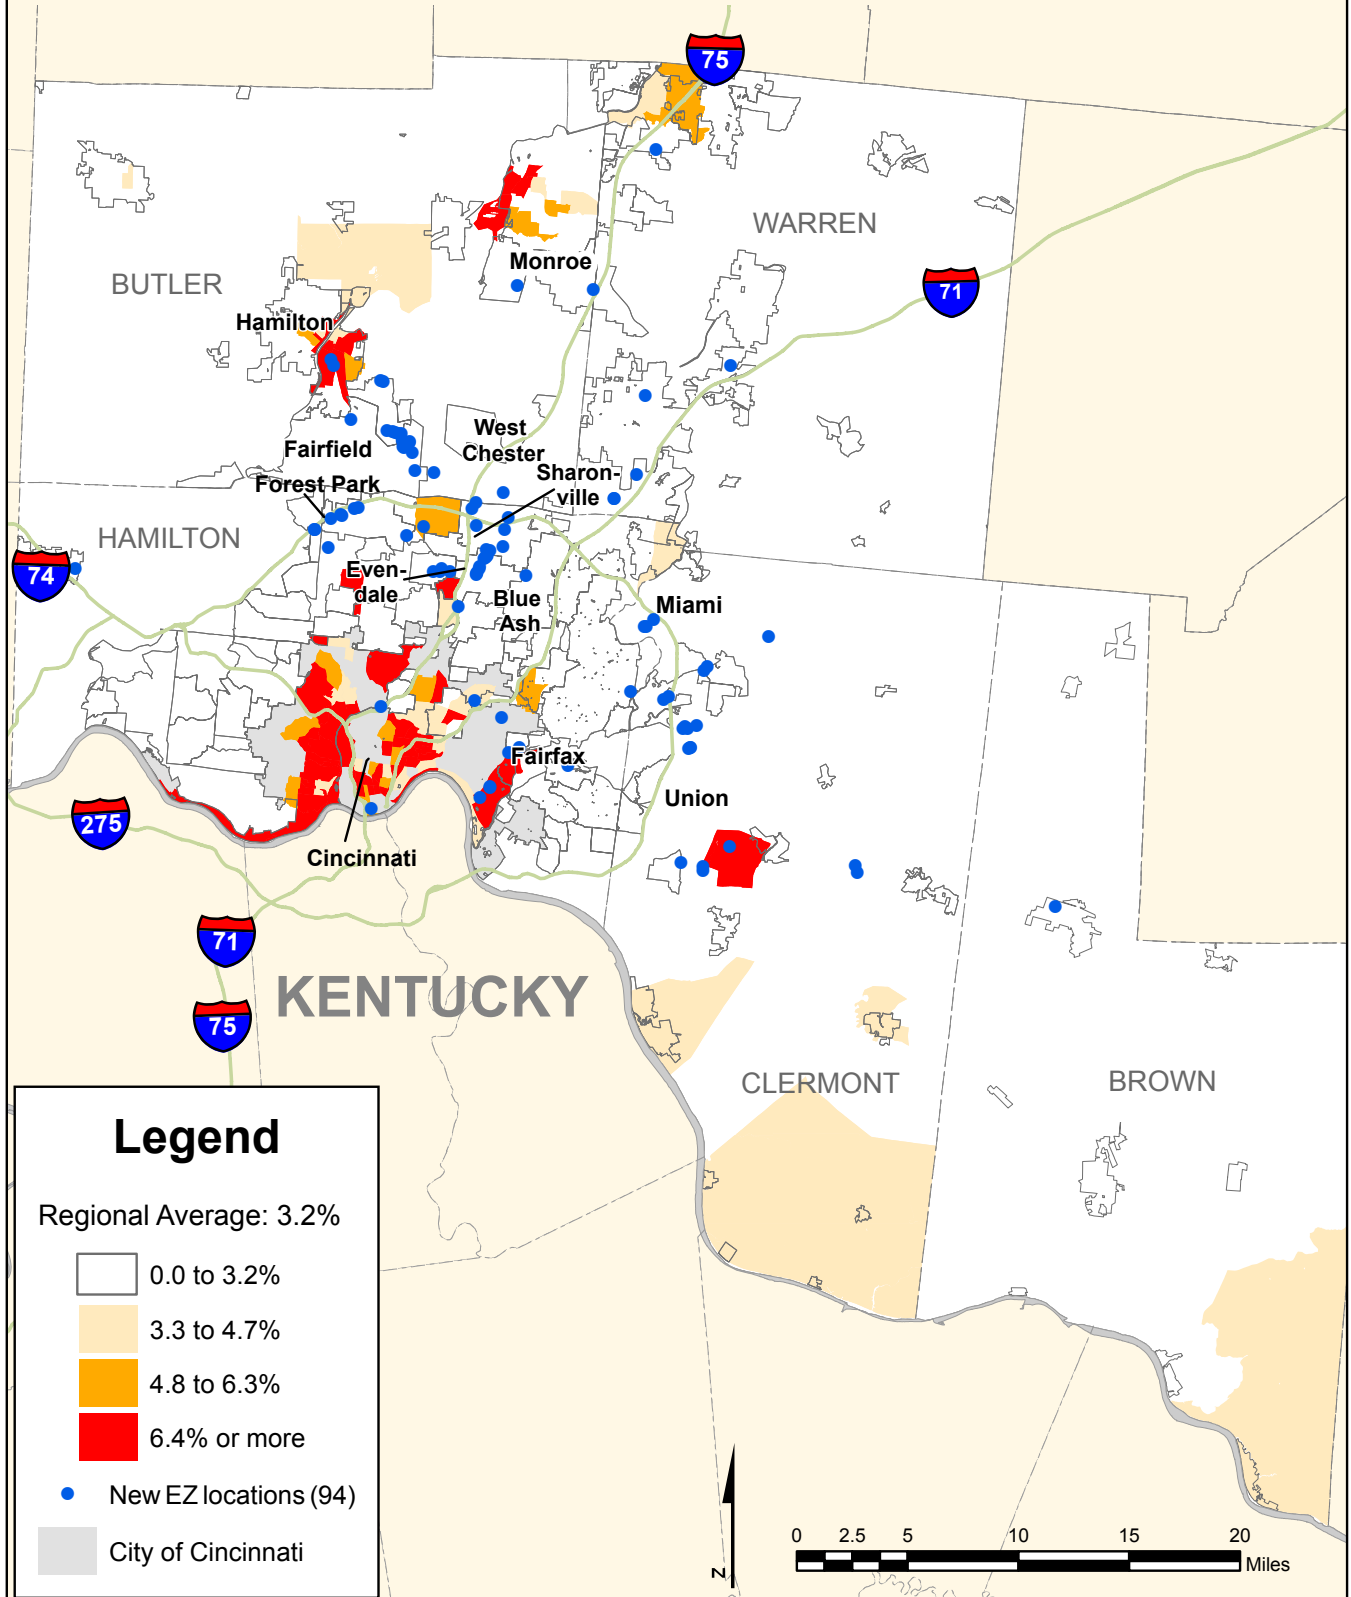 75
WARREN
BUTLER
Monroe
71
Hamilton
West
Chester
Fairfield
Sharon-
ville
Forest Park
HAMILTON
74
Even-
dale
Blue
Ash
Miami
Fairfax
Union
275
Cincinnati
71
KENTUCKY
75
CLERMONT
BROWN
Legend
Regional Average: 3.2%
0.0 to 3.2%
3.3 to 4.7%
4.8 to 6.3%
6.4% or more
New EZ locations (94)
City of Cincinnati
N
0 2.5 5 10 15 20
Miles